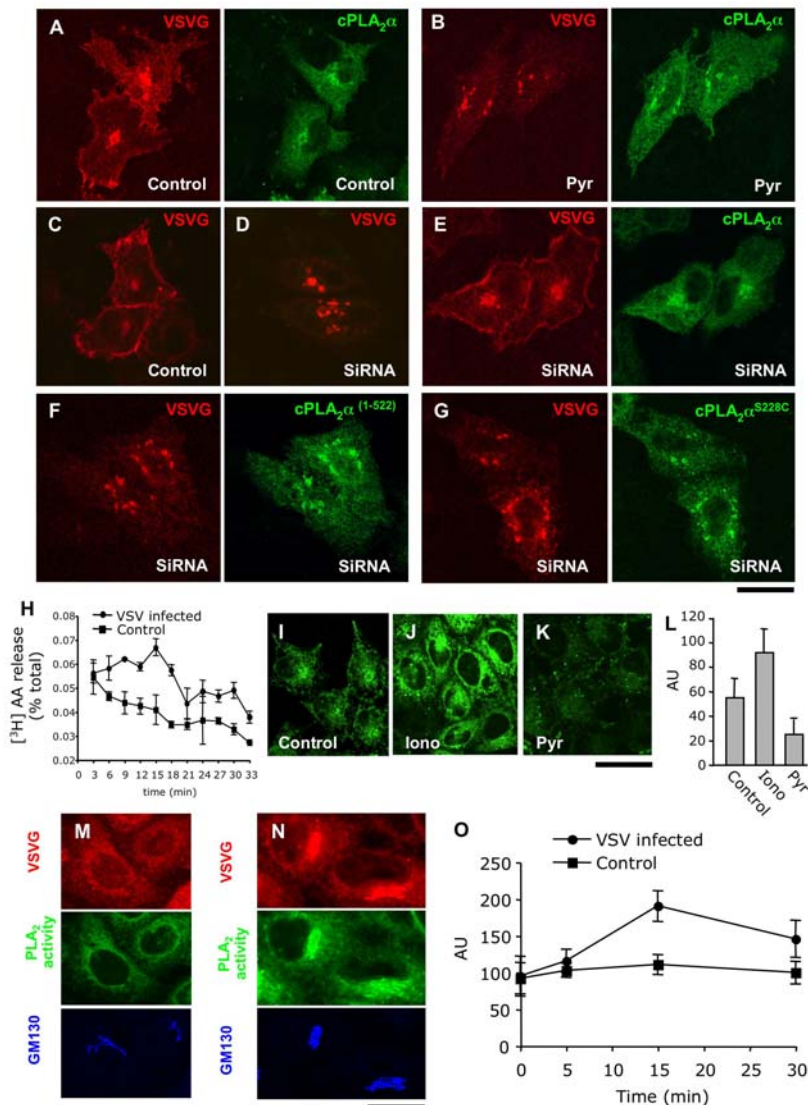 A VSVG cPLA2α B VSVG cPLA2α
Control Control Pyr Pyr
C VSVG D VSVG E VSVG cPLA2α
Control SiRNA SiRNA SiRNA
F VSVG cPLA2α (1-522) G VSVG cPLA2α S228C
SiRNA SiRNA SiRNA SiRNA
H
VSV infected
Control
[3H] AA release
(% total)
0.08
0.07
0.06
0.05
0.04
0.03
0.02
0 3 6 9 12 15 18 21 24 27 30 33
time (min)
I J K
Control Iono Pyr
L
AU
120
100
80
60
40
20
0
Control Iono Pyr
M N
VSVG VSVG
PLA2 activity PLA2 activity
GM130 GM130
O
VSV infected
Control
AU
250
200
150
100
50
0
0 5 10 15 20 25 30
Time (min)